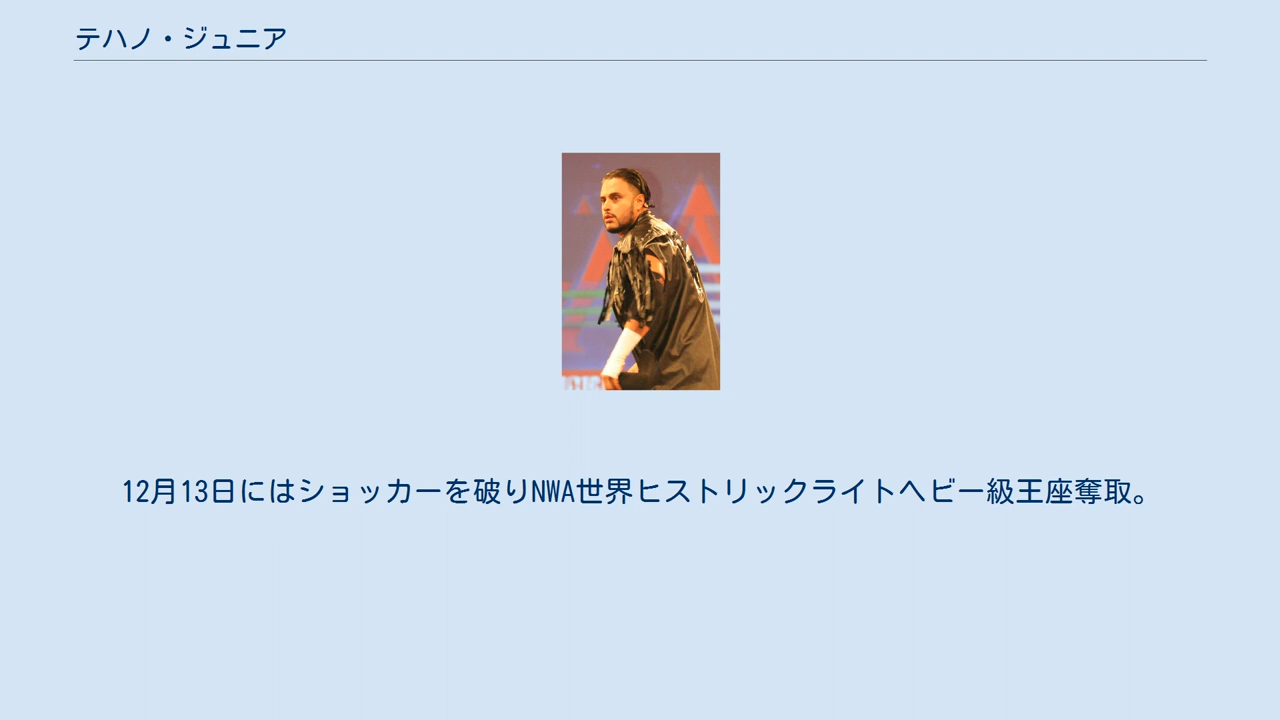 テハノ・ジュニア
12月13日にはショッカーを破りNWA世界ヒストリックライトヘビー級王座奪取。